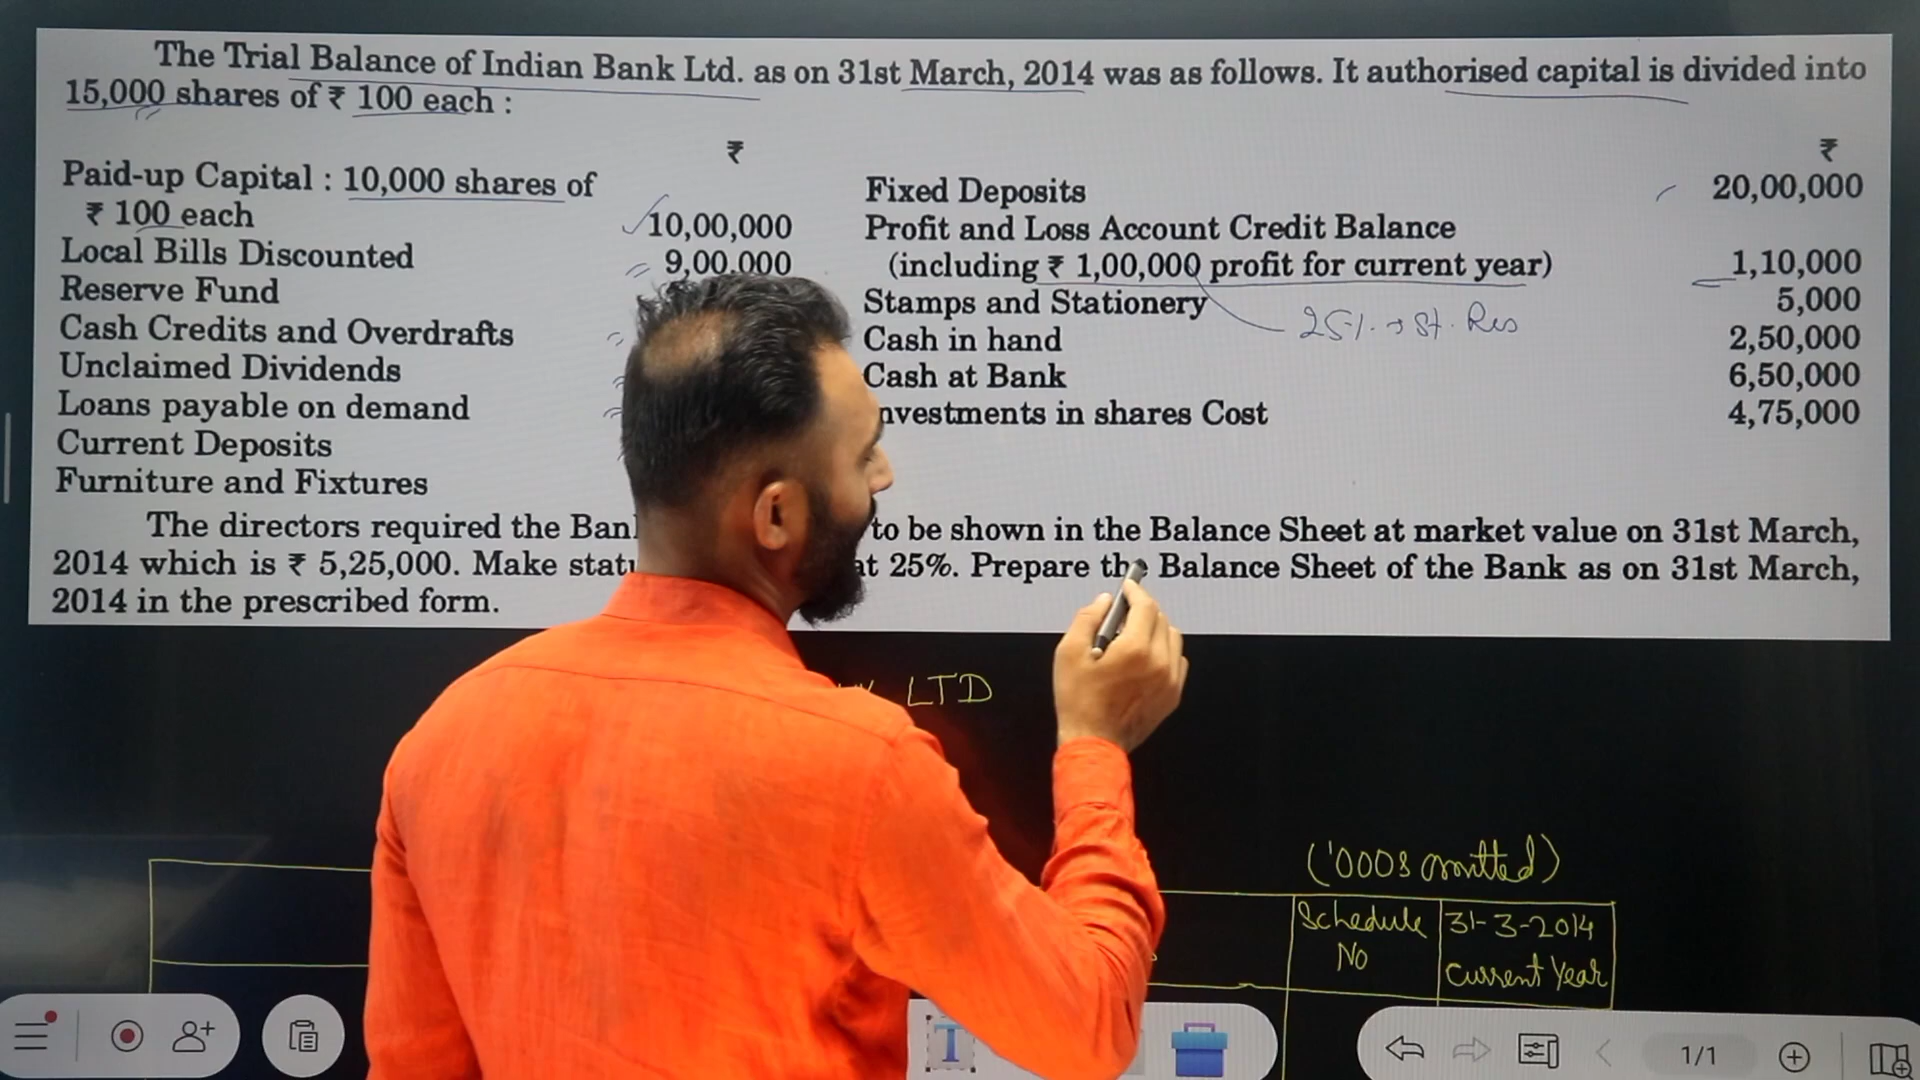 The Trial Balance of Indian Bank Ltd. as on 31st March, 2014 was as follows. It authorised capital is divided into
15,000 shares of ₹ 100 each :
₹
Paid-up Capital : 10,000 shares of
₹ 100 each 10,00,000
Local Bills Discounted 9,00,000
Reserve Fund
Cash Credits and Overdrafts
Unclaimed Dividends
Loans payable on demand
Current Deposits
Furniture and Fixtures
₹
Fixed Deposits 20,00,000
Profit and Loss Account Credit Balance
(including ₹ 1,00,000 profit for current year) 1,10,000
Stamps and Stationery 5,000
25% → St. Res
Cash in hand 2,50,000
Cash at Bank 6,50,000
nvestments in shares Cost 4,75,000
The directors required the Ban to be shown in the Balance Sheet at market value on 31st March,
2014 which is ₹ 5,25,000. Make stat at 25%. Prepare the Balance Sheet of the Bank as on 31st March,
2014 in the prescribed form.
LTD
('000s omitted)
Schedule No
31-3-2014
Current Year
T
1/1